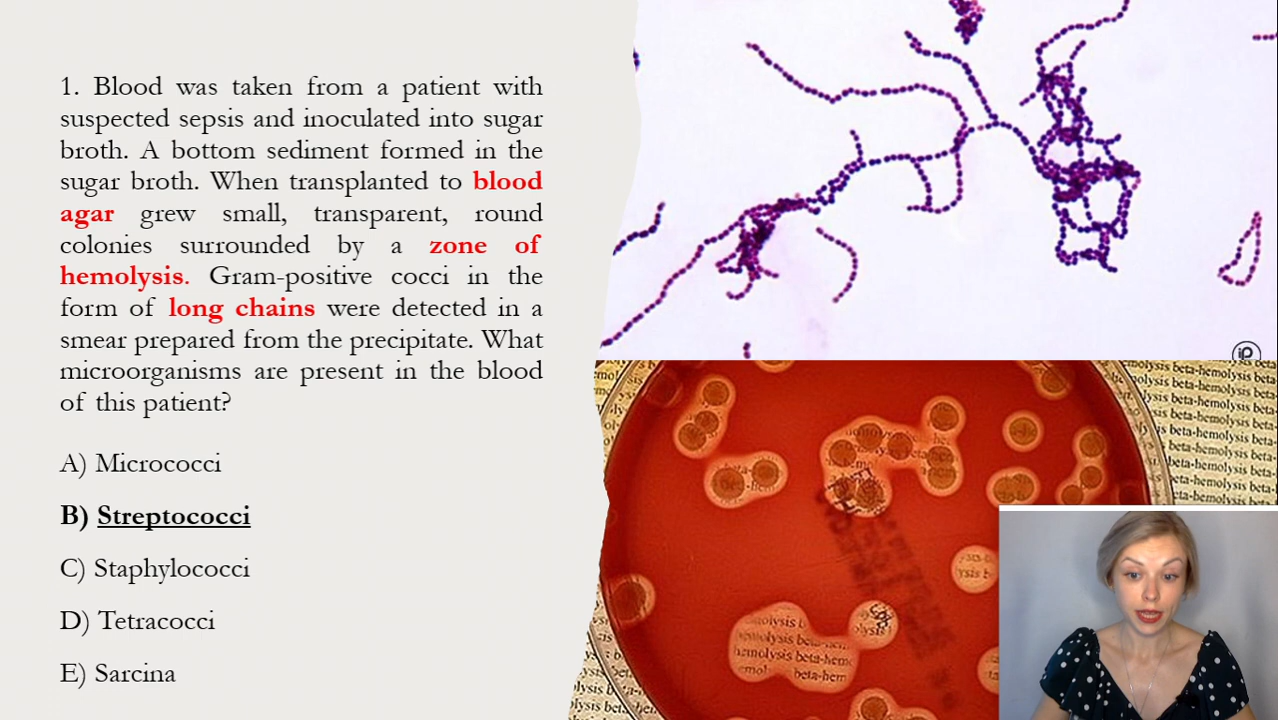 1. Blood was taken from a patient with
suspected sepsis and inoculated into sugar
broth. A bottom sediment formed in the
sugar broth. When transplanted to blood
agar grew small, transparent, round
colonies surrounded by a zone of
hemolysis. Gram-positive cocci in the
form of long chains were detected in a
smear prepared from the precipitate. What
microorganisms are present in the blood
of this patient?
A) Micrococci
B) Streptococci
C) Staphylococci
D) Tetracocci
E) Sarcina